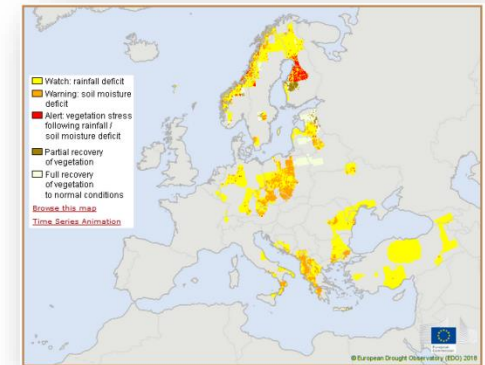 Watch: rainfall deficit
Warning: soil moisture
deficit
Alert: vegetation stress
following rainfall /
soil moisture deficit
Partial recovery
of vegetation
Full recovery
of vegetation
to normal conditions
Browse this map
Time Series Animation
© European Drought Observatory (EDO) 2018